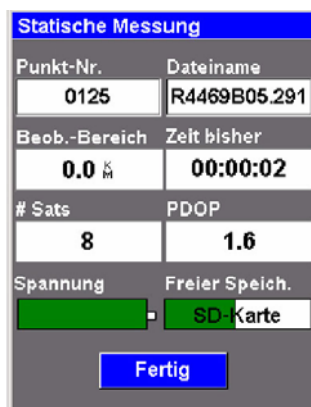 Statische Messung
Punkt-Nr. Dateiname
0125 R4469B05.291
Beob.-Bereich Zeit bisher
0.0 KM 00:00:02
# Sats PDOP
8 1.6
Spannung Freier Speich.
SD-Karte
Fertig